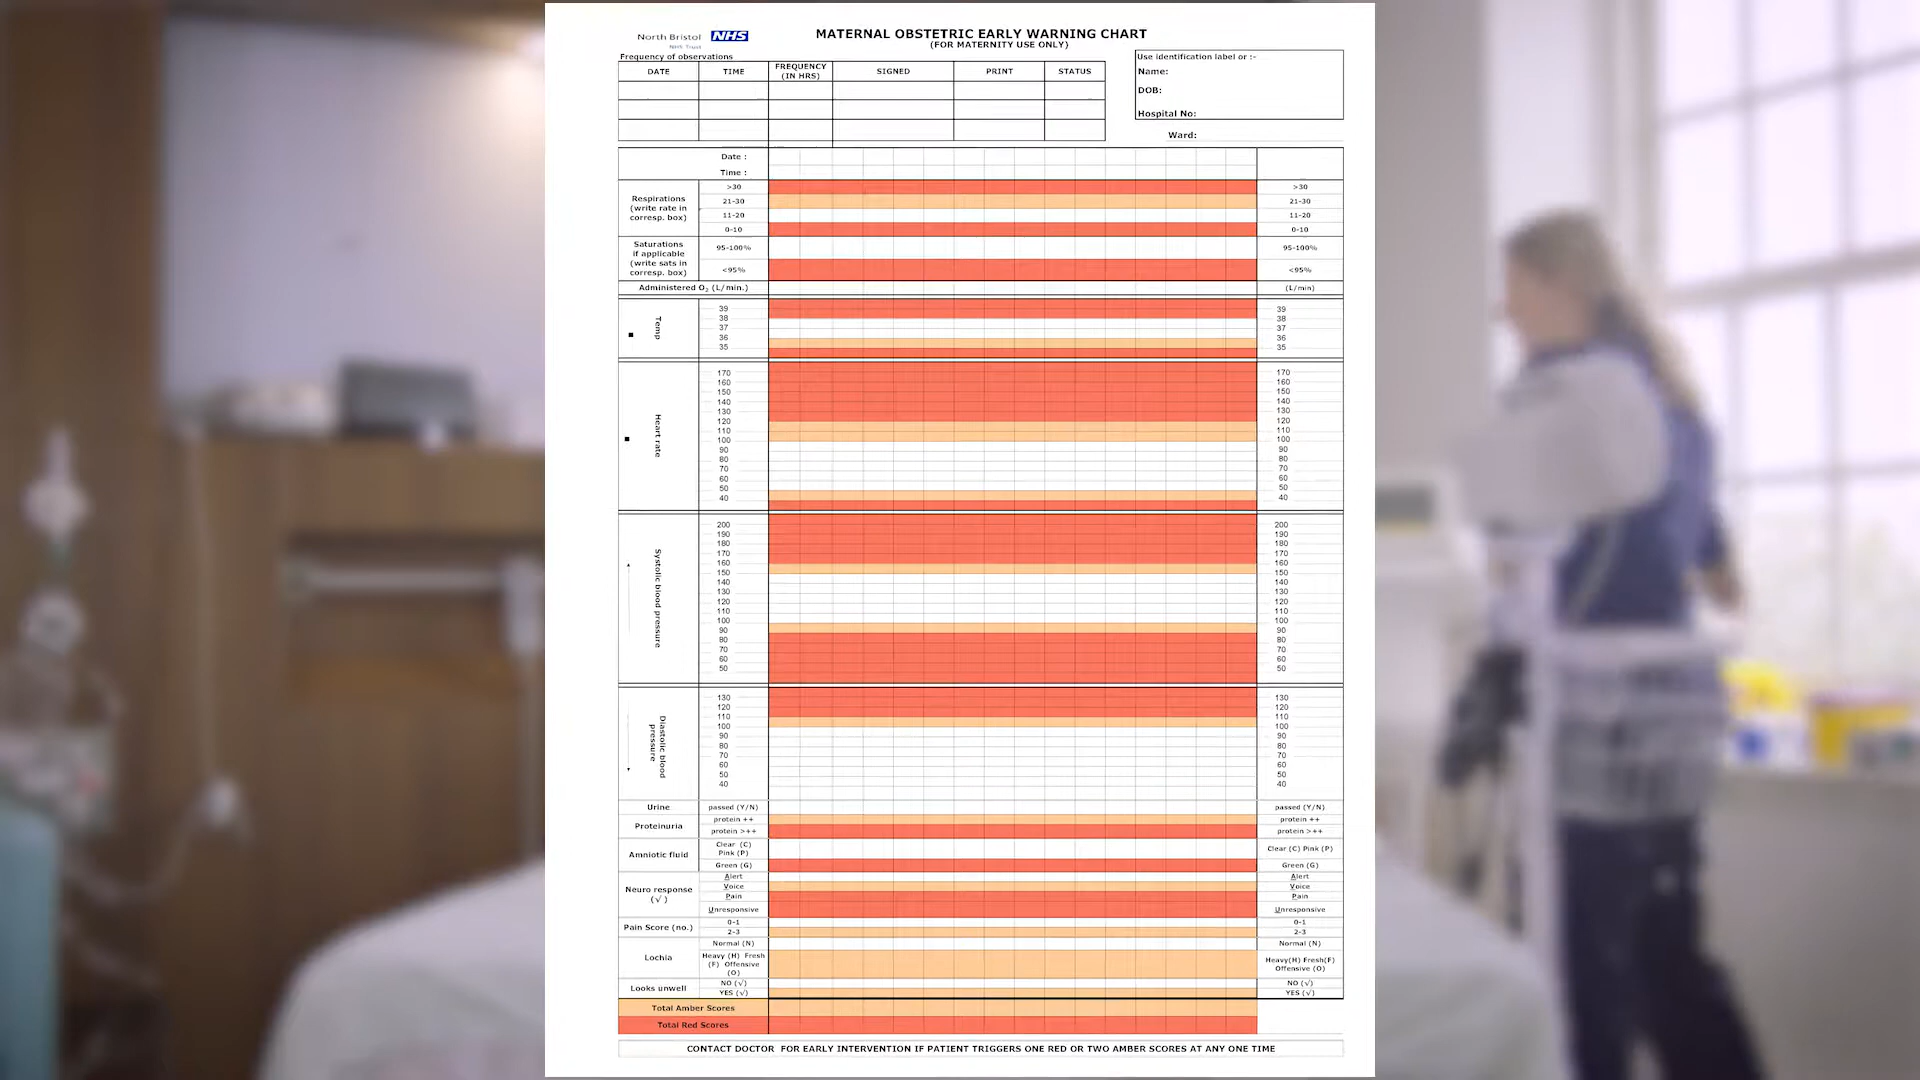 North Bristol NHS
NHS Trust
MATERNAL OBSTETRIC EARLY WARNING CHART
(FOR MATERNITY USE ONLY)
Frequency of observations
DATE TIME FREQUENCY (IN HRS) SIGNED PRINT STATUS
Use identification label or :-
Name:
DOB:
Hospital No:
Ward:
Date :
Time :
Respirations
(write rate in
corresp. box)
>30 >30
21-30 21-30
11-20 11-20
0-10 0-10
Saturations
if applicable
(write sats in
corresp. box)
95-100% 95-100%
<95% <95%
Administered O2 (L/min.) (L/min)
Temp
39 39
38 38
37 37
36 36
35 35
Heart rate
170 170
160 160
150 150
140 140
130 130
120 120
110 110
100 100
90 90
80 80
70 70
60 60
50 50
40 40
Systolic blood pressure
200 200
190 190
180 180
170 170
160 160
150 150
140 140
130 130
120 120
110 110
100 100
90 90
80 80
70 70
60 60
50 50
Diastolic blood
pressure
130 130
120 120
110 110
100 100
90 90
80 80
70 70
60 60
50 50
40 40
Urine passed (Y/N) passed (Y/N)
Proteinuria
protein ++ protein ++
protein >++ protein >++
Amniotic fluid
Clear (C)
Pink (P)
Clear (C) Pink (P)
Green (G) Green (G)
Neuro response
(√ )
Alert Alert
Voice Voice
Pain Pain
Unresponsive Unresponsive
Pain Score (no.)
0-1 0-1
2-3 2-3
Lochia
Normal (N) Normal (N)
Heavy (H) Fresh
(F) Offensive
(O)
Heavy(H) Fresh(F)
Offensive (O)
Looks unwell
NO (√) NO (√)
YES (√) YES (√)
Total Amber Scores
Total Red Scores
CONTACT DOCTOR FOR EARLY INTERVENTION IF PATIENT TRIGGERS ONE RED OR TWO AMBER SCORES AT ANY ONE TIME